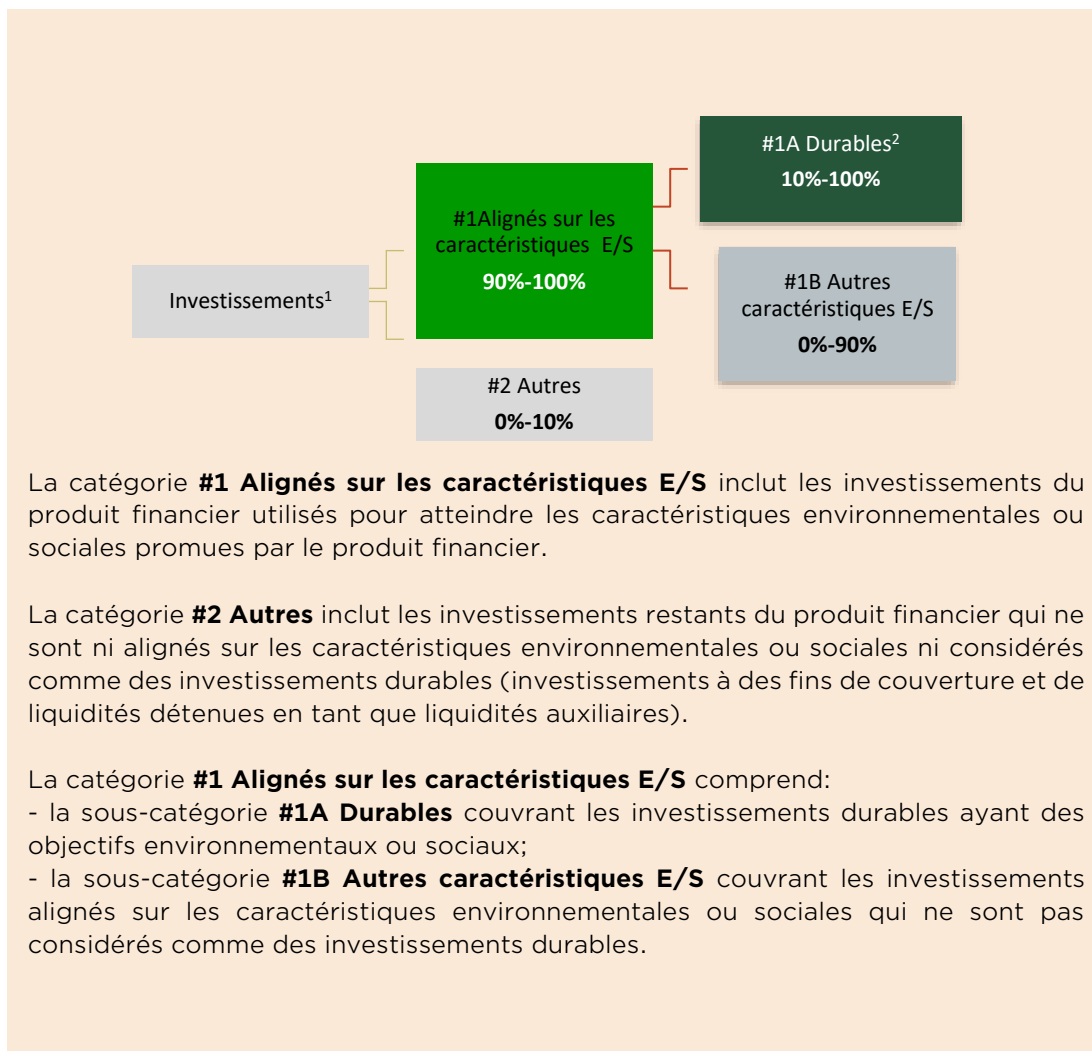 #1A Durables²
10%-100%
#1Alignés sur les
caractéristiques E/S
90%-100%
Investissements¹
#1B Autres
caractéristiques E/S
0%-90%
#2 Autres
0%-10%
La catégorie #1 Alignés sur les caractéristiques E/S inclut les investissements du
produit financier utilisés pour atteindre les caractéristiques environnementales ou
sociales promues par le produit financier.
La catégorie #2 Autres inclut les investissements restants du produit financier qui ne
sont ni alignés sur les caractéristiques environnementales ou sociales ni considérés
comme des investissements durables (investissements à des fins de couverture et de
liquidités détenues en tant que liquidités auxiliaires).
La catégorie #1 Alignés sur les caractéristiques E/S comprend:
- la sous-catégorie #1A Durables couvrant les investissements durables ayant des
objectifs environnementaux ou sociaux;
- la sous-catégorie #1B Autres caractéristiques E/S couvrant les investissements
alignés sur les caractéristiques environnementales ou sociales qui ne sont pas
considérés comme des investissements durables.